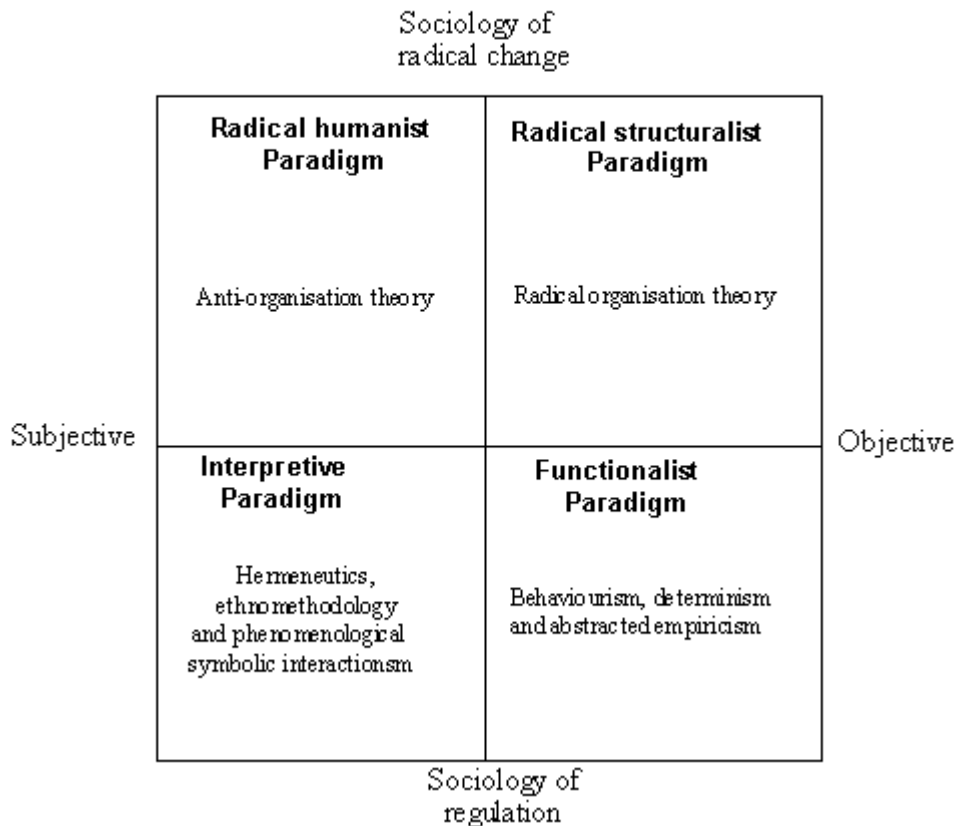 Sociology of
radical change
Radical humanist
Paradigm
Radical structuralist
Paradigm
Anti-organisation theory
Radical organisation theory
Subjective
Objective
Interpretive
Paradigm
Functionalist
Paradigm
Hermeneutics,
ethnomethodology
and phenomenological
symbolic interactionsm
Behaviourism, determinism
and abstracted empiricism
Sociology of
regulation